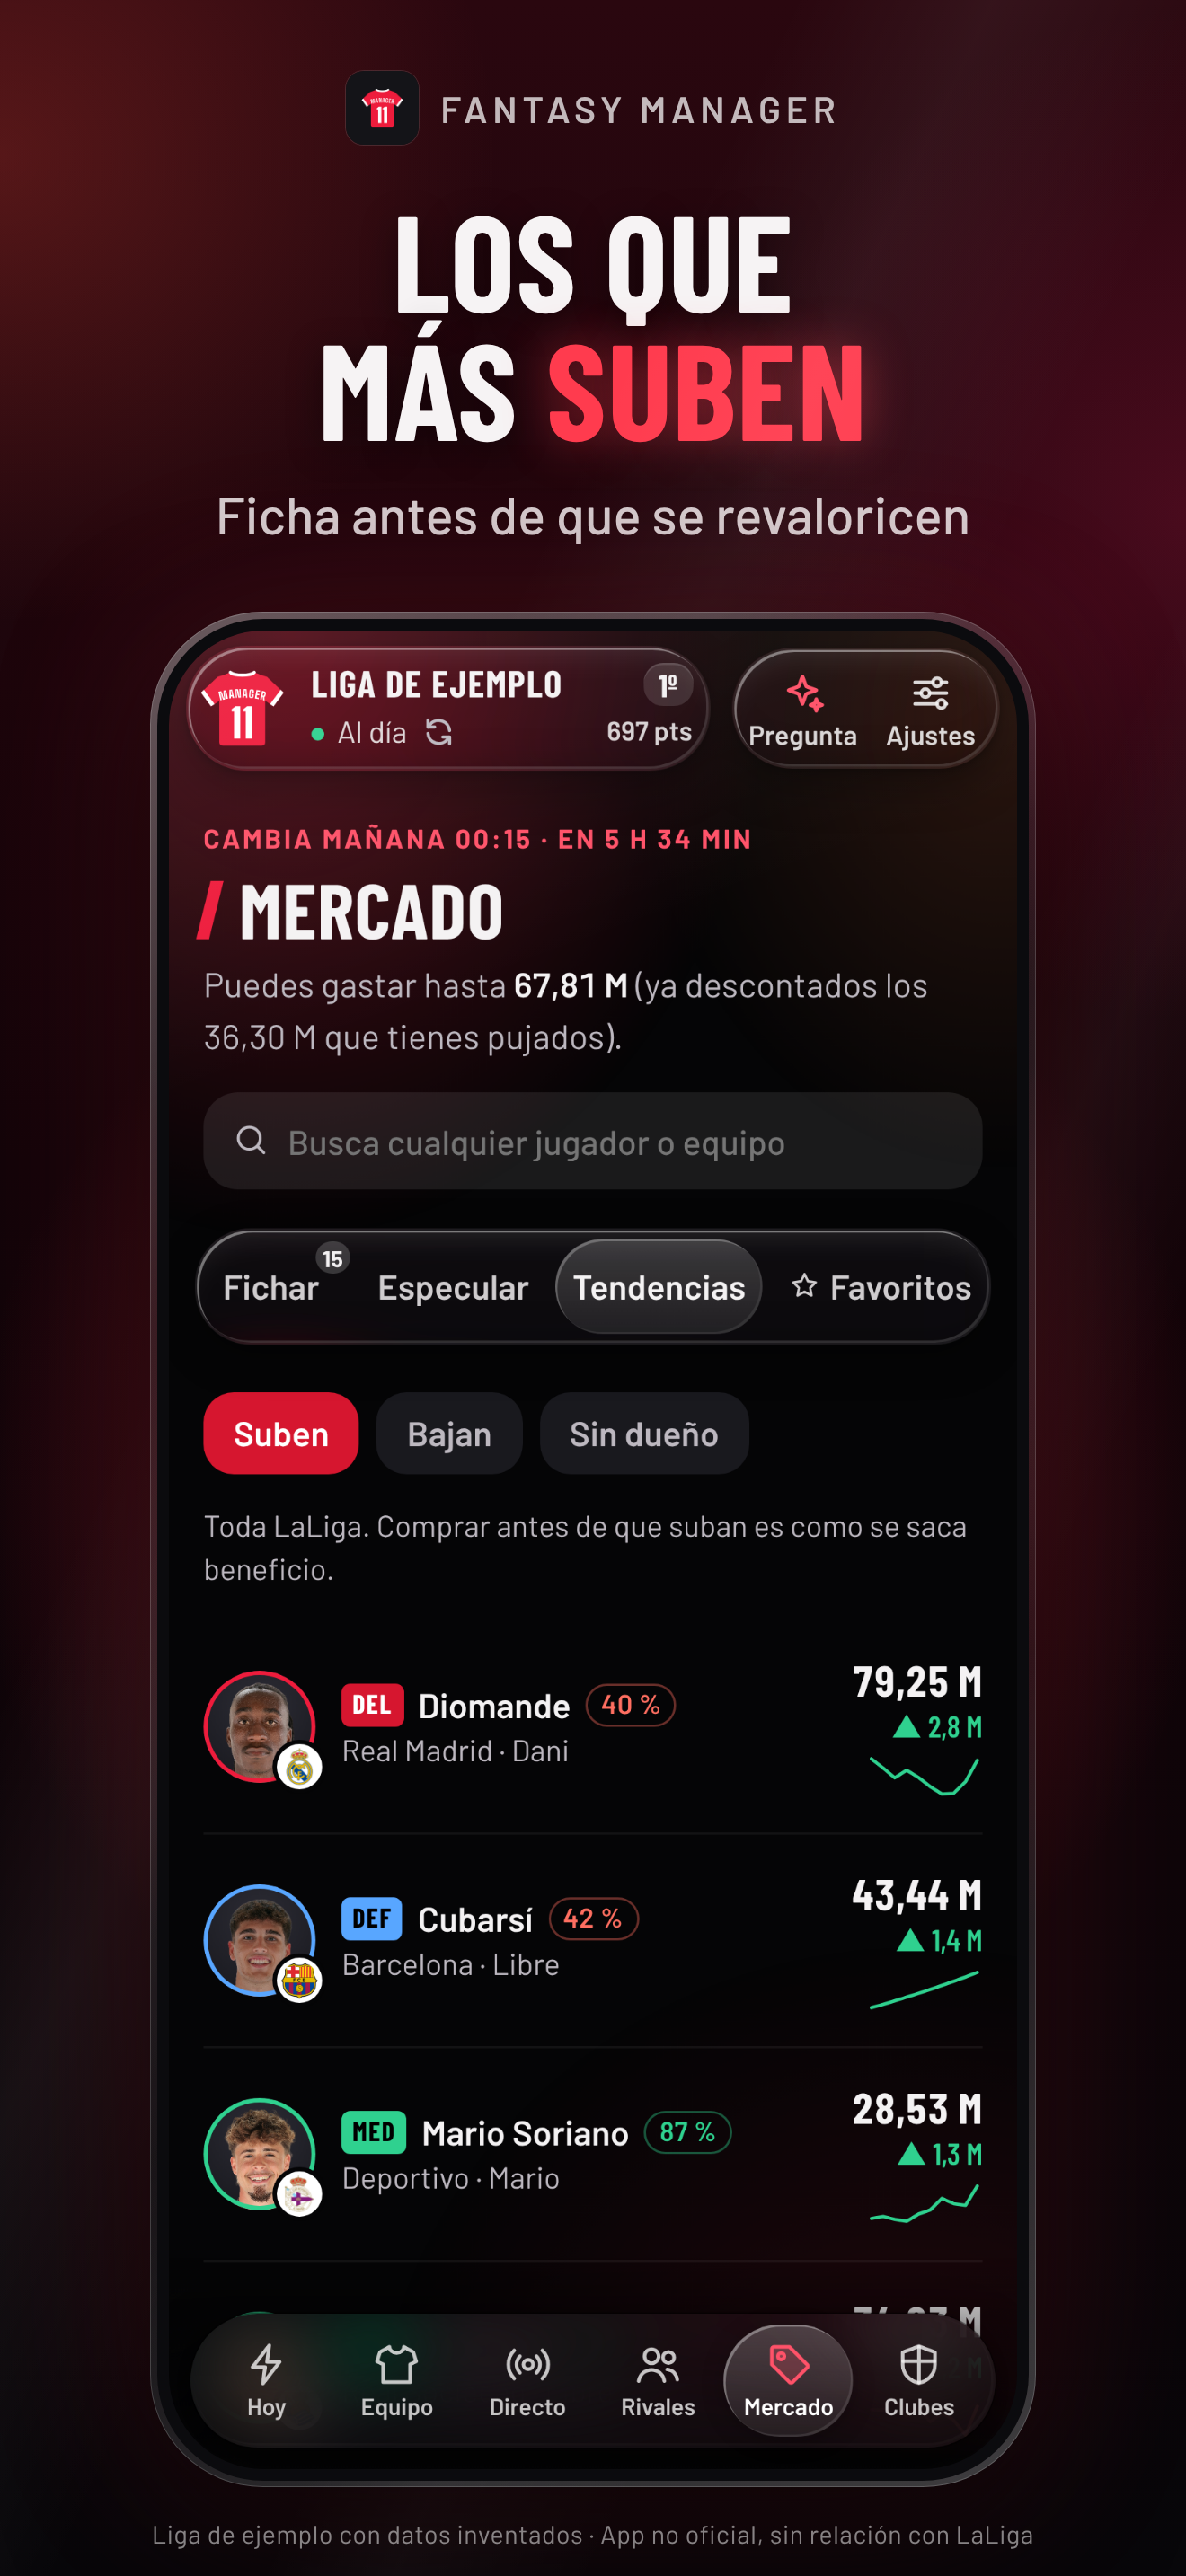 MANAGER
11
FANTASY MANAGER
LOS QUE
MÁS SUBEN
Ficha antes de que se revaloricen
MANAGER
11
LIGA DE EJEMPLO
1º
Al día
697 pts
Pregunta
Ajustes
CAMBIA MAÑANA 00:15 · EN 5 H 34 MIN
/ MERCADO
Puedes gastar hasta 67,81 M (ya descontados los
36,30 M que tienes pujados).
Busca cualquier jugador o equipo
Fichar 15
Especular
Tendencias
Favoritos
Suben
Bajan
Sin dueño
Toda LaLiga. Comprar antes de que suban es como se saca
beneficio.
DEL Diomande 40 %
Real Madrid · Dani
79,25 M
▲ 2,8 M
DEF Cubarsí 42 %
Barcelona · Libre
43,44 M
▲ 1,4 M
MED Mario Soriano 87 %
Deportivo · Mario
28,53 M
▲ 1,3 M
Hoy
Equipo
Directo
Rivales
Mercado
Clubes
Liga de ejemplo con datos inventados · App no oficial, sin relación con LaLiga